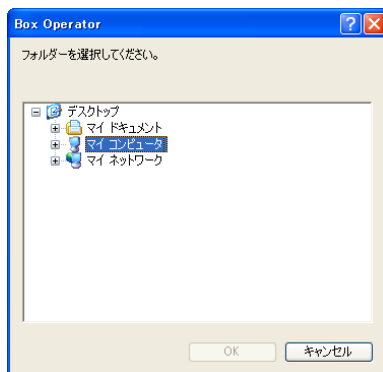 Box Operator
フォルダーを選択してください。
デスクトップ
マイ ドキュメント
マイ コンピュータ
マイ ネットワーク
OK キャンセル